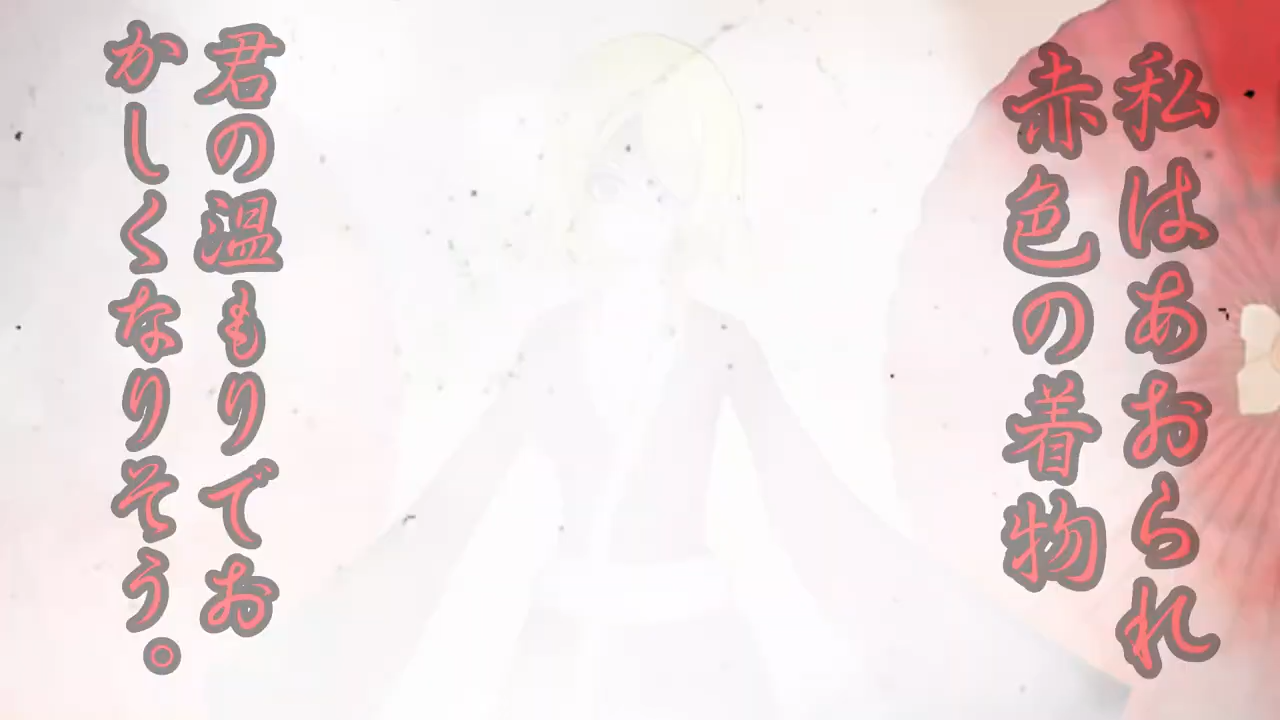 私はあおられ
赤色の着物
君の温もりでお
かしくなりそう。